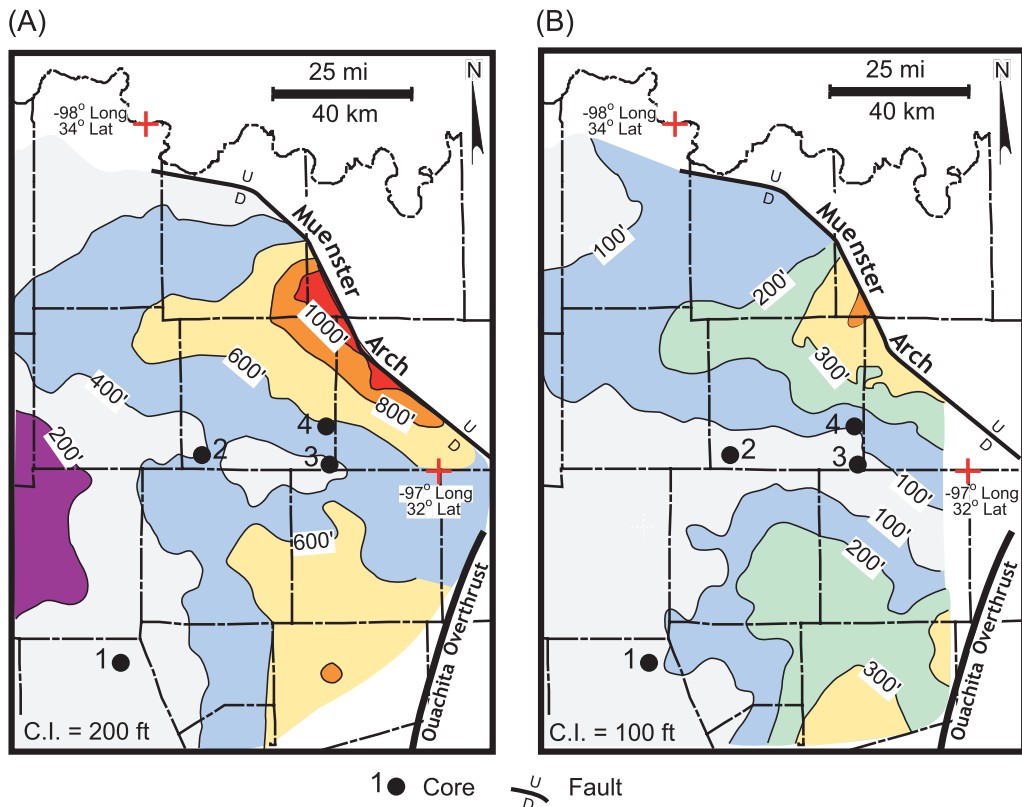 (A)
25 mi
40 km
N
-98° Long
34° Lat
U
D
Muenster
Arch
1000'
600'
800'
400'
200'
4
2
3
U
D
-97° Long
32° Lat
600'
Ouachita Overthrust
1
C.I. = 200 ft
(B)
25 mi
40 km
N
-98° Long
34° Lat
U
D
Muenster
Arch
100'
200'
300'
4
2
3
U
D
-97° Long
32° Lat
100'
100'
200'
Ouachita Overthrust
1
300'
C.I. = 100 ft
1 Core
U
D
Fault